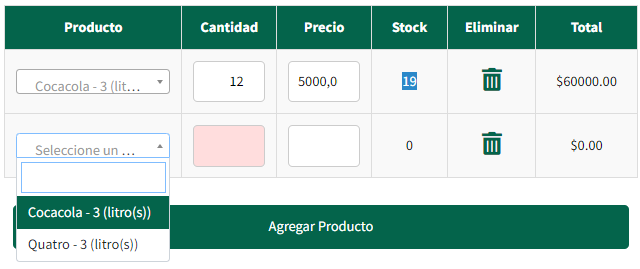 Producto Cantidad Precio Stock Eliminar Total
Cocacola - 3 (lit... 12 5000,0 19 $60000.00
Seleccione un ... 0 $0.00
Cocacola - 3 (litro(s))
Quatro - 3 (litro(s))
Agregar Producto